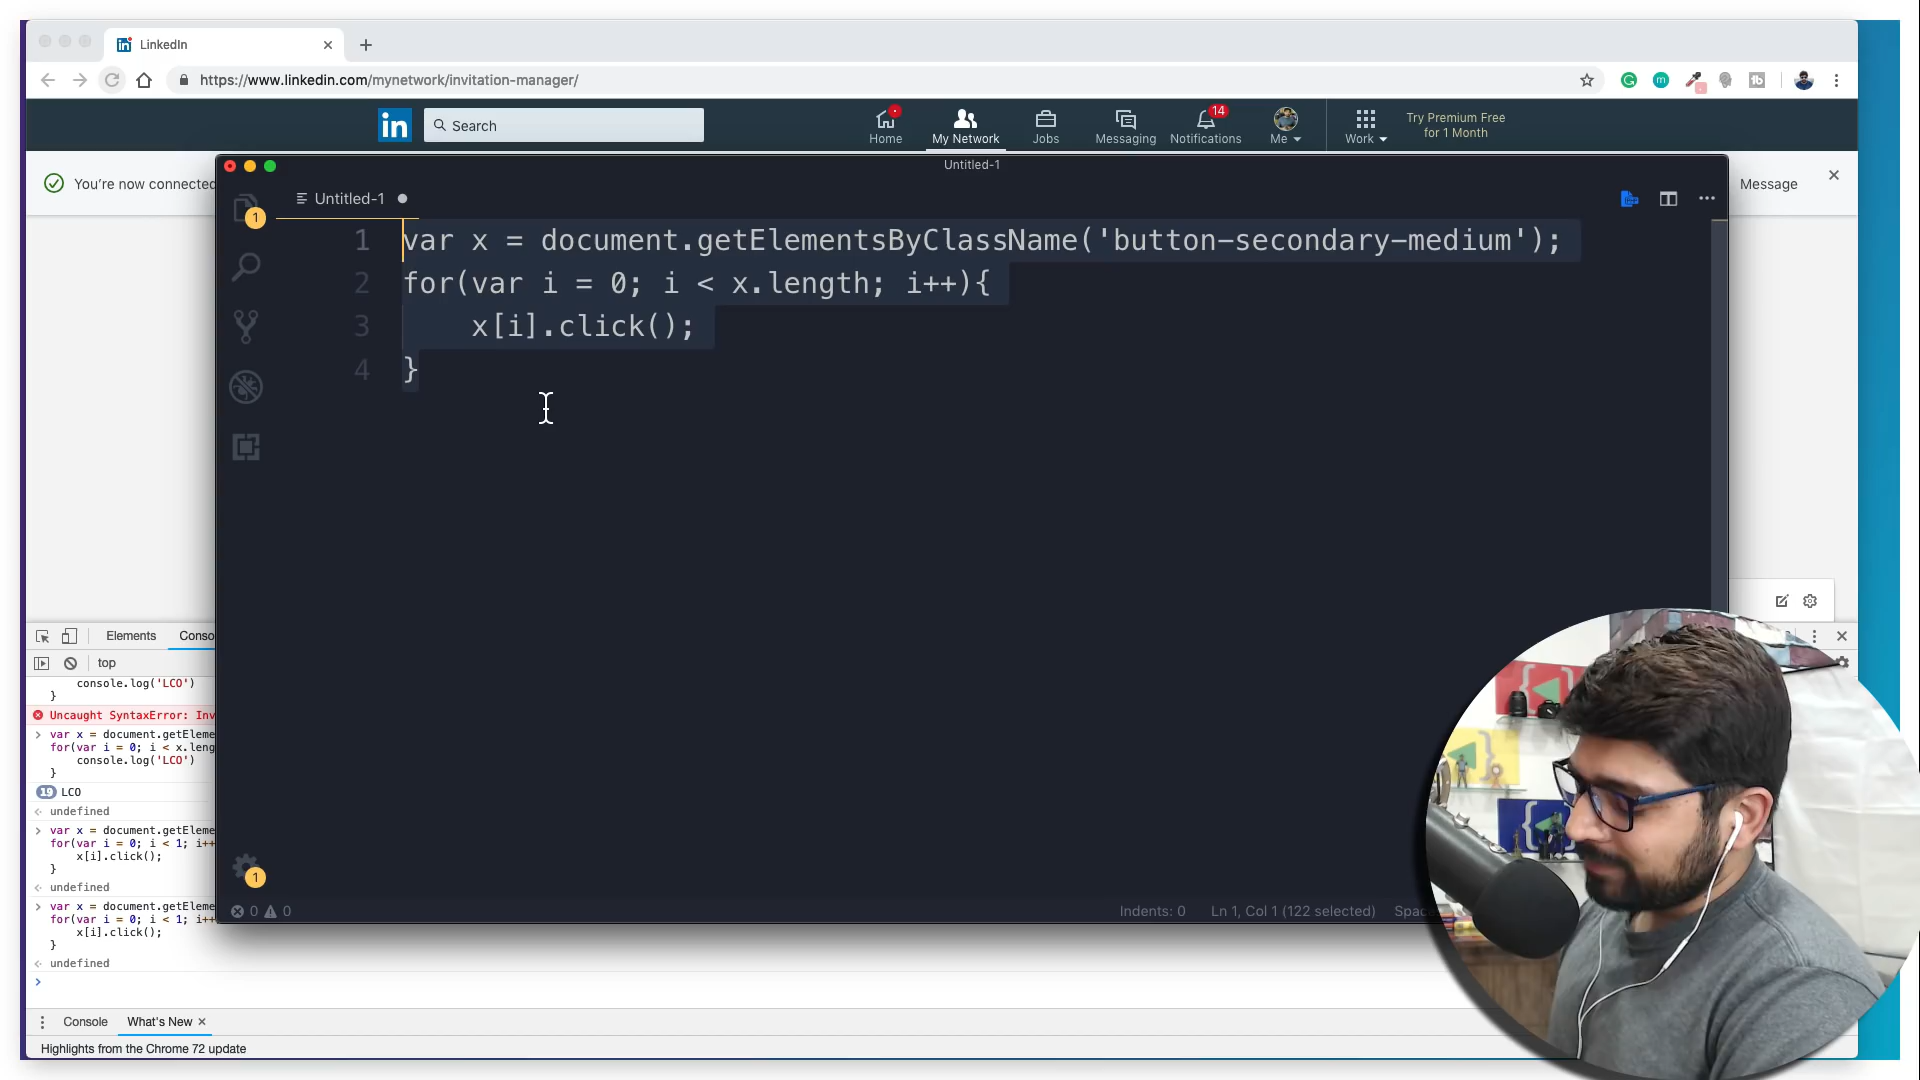 LinkedIn
https://www.linkedin.com/mynetwork/invitation-manager/
in
Search
Home
My Network
Jobs
Messaging
14
Notifications
Me
Work
Try Premium Free
for 1 Month
You're now connected
Message
Untitled-1
Untitled-1
1
1 var x = document.getElementsByClassName('button-secondary-medium');
2 for(var i = 0; i < x.length; i++){
3 x[i].click();
4 }
1
0 0
Indents: 0
Ln 1, Col 1 (122 selected)
Spac
Elements
Conso
top
console.log('LCO')
}
Uncaught SyntaxError: Inv
> var x = document.getEleme
for(var i = 0; i < x.leng
console.log('LCO')
}
19 LCO
undefined
> var x = document.getEleme
for(var i = 0; i < 1; i++
x[i].click();
}
undefined
> var x = document.getEleme
for(var i = 0; i < 1; i++
x[i].click();
}
undefined
>
Console
What's New
Highlights from the Chrome 72 update